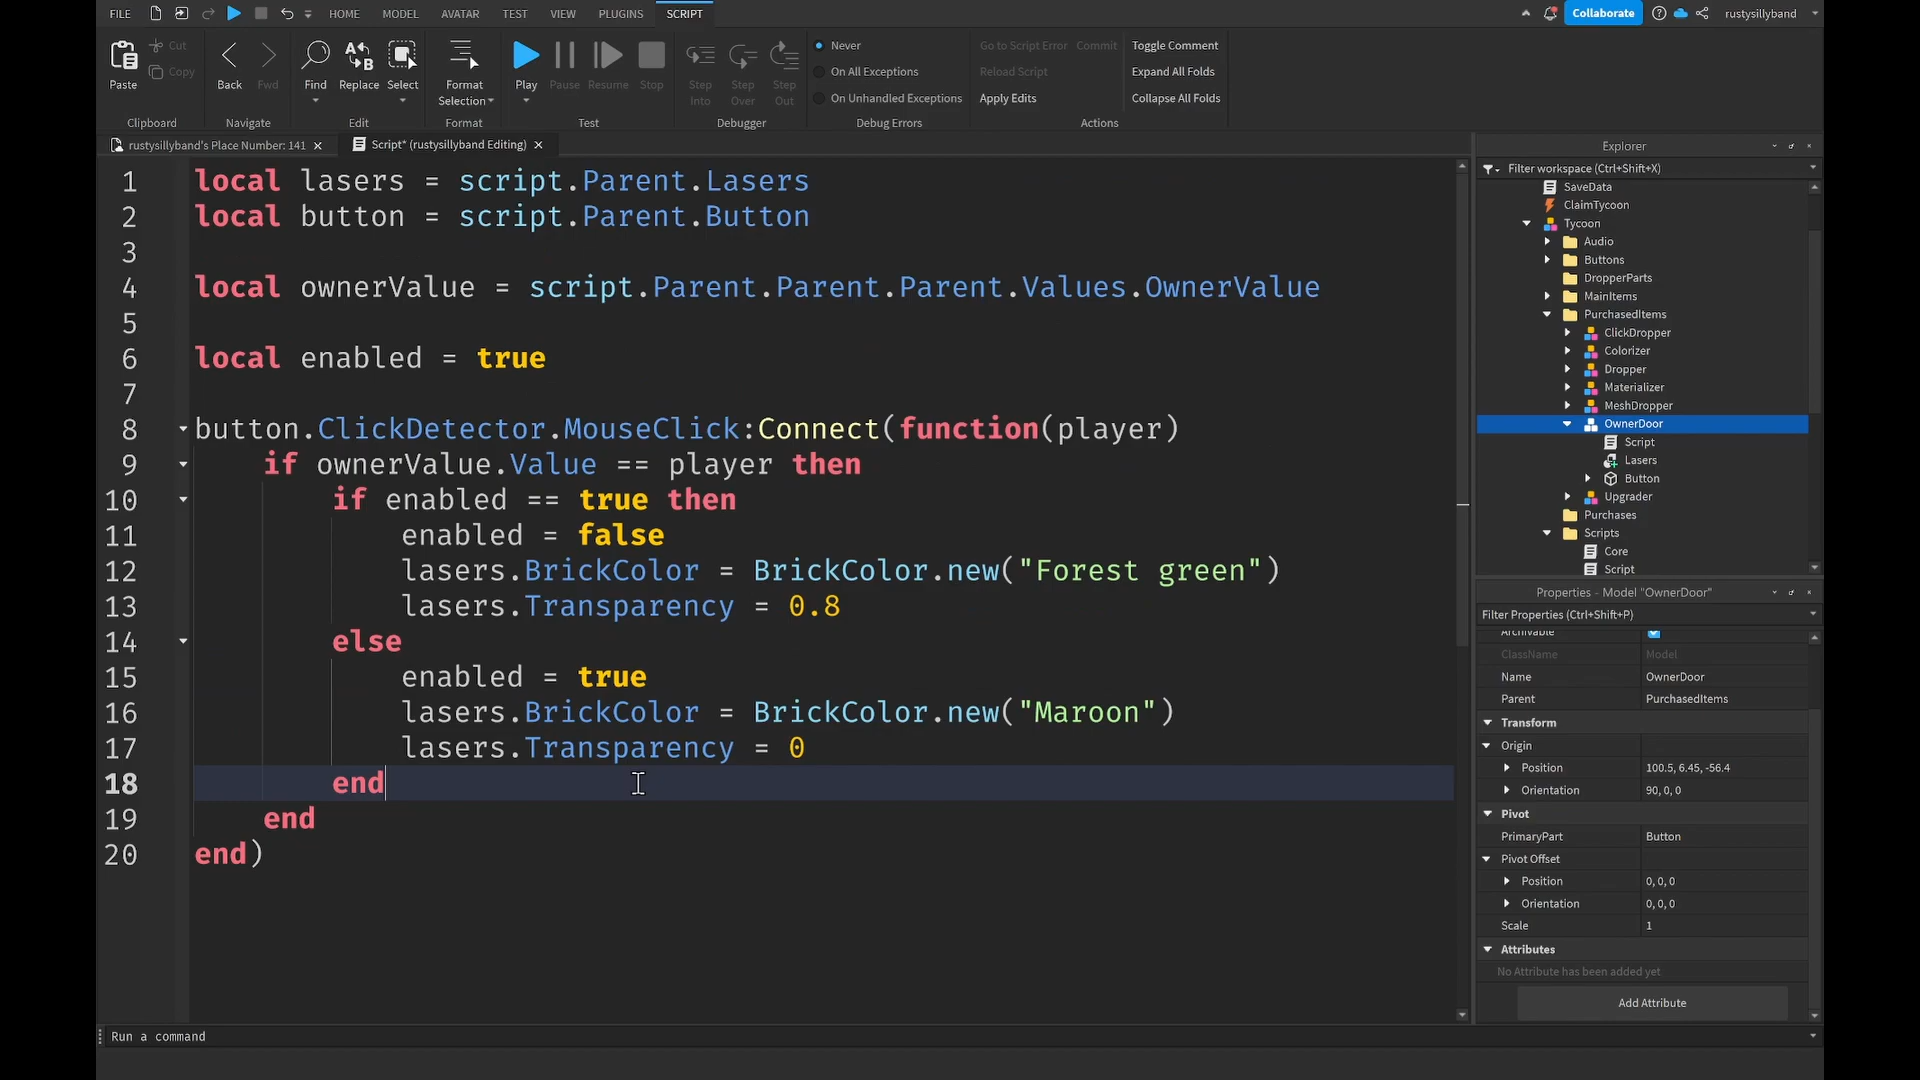 FILE HOME MODEL AVATAR TEST VIEW PLUGINS SCRIPT Collaborate rustysillyband
Paste Cut Copy Back Fwd Find Replace Select Format Selection Play Pause Resume Stop Step Into Step Over Step Out
Never
On All Exceptions
On Unhandled Exceptions
Go to Script Error Commit
Reload Script
Apply Edits
Toggle Comment
Expand All Folds
Collapse All Folds
Clipboard Navigate Edit Format Test Debugger Debug Errors Actions
rustysillyband's Place Number: 141 Script* (rustysillyband Editing)
1 local lasers = script.Parent.Lasers
2 local button = script.Parent.Button
3
4 local ownerValue = script.Parent.Parent.Parent.Values.OwnerValue
5
6 local enabled = true
7
8 button.ClickDetector.MouseClick:Connect(function(player)
9 if ownerValue.Value == player then
10 if enabled == true then
11 enabled = false
12 lasers.BrickColor = BrickColor.new("Forest green")
13 lasers.Transparency = 0.8
14 else
15 enabled = true
16 lasers.BrickColor = BrickColor.new("Maroon")
17 lasers.Transparency = 0
18 end
19 end
20 end)
Explorer
Filter workspace (Ctrl+Shift+X)
SaveData
ClaimTycoon
Tycoon
Audio
Buttons
DropperParts
MainItems
PurchasedItems
ClickDropper
Colorizer
Dropper
Materializer
MeshDropper
OwnerDoor
Script
Lasers
Button
Upgrader
Purchases
Scripts
Core
Script
Properties - Model "OwnerDoor"
Filter Properties (Ctrl+Shift+P)
Archivable
ClassName Model
Name OwnerDoor
Parent PurchasedItems
Transform
Origin
Position 100.5, 6.45, -56.4
Orientation 90, 0, 0
Pivot
PrimaryPart Button
Pivot Offset
Position 0, 0, 0
Orientation 0, 0, 0
Scale 1
Attributes
No Attribute has been added yet
Add Attribute
Run a command